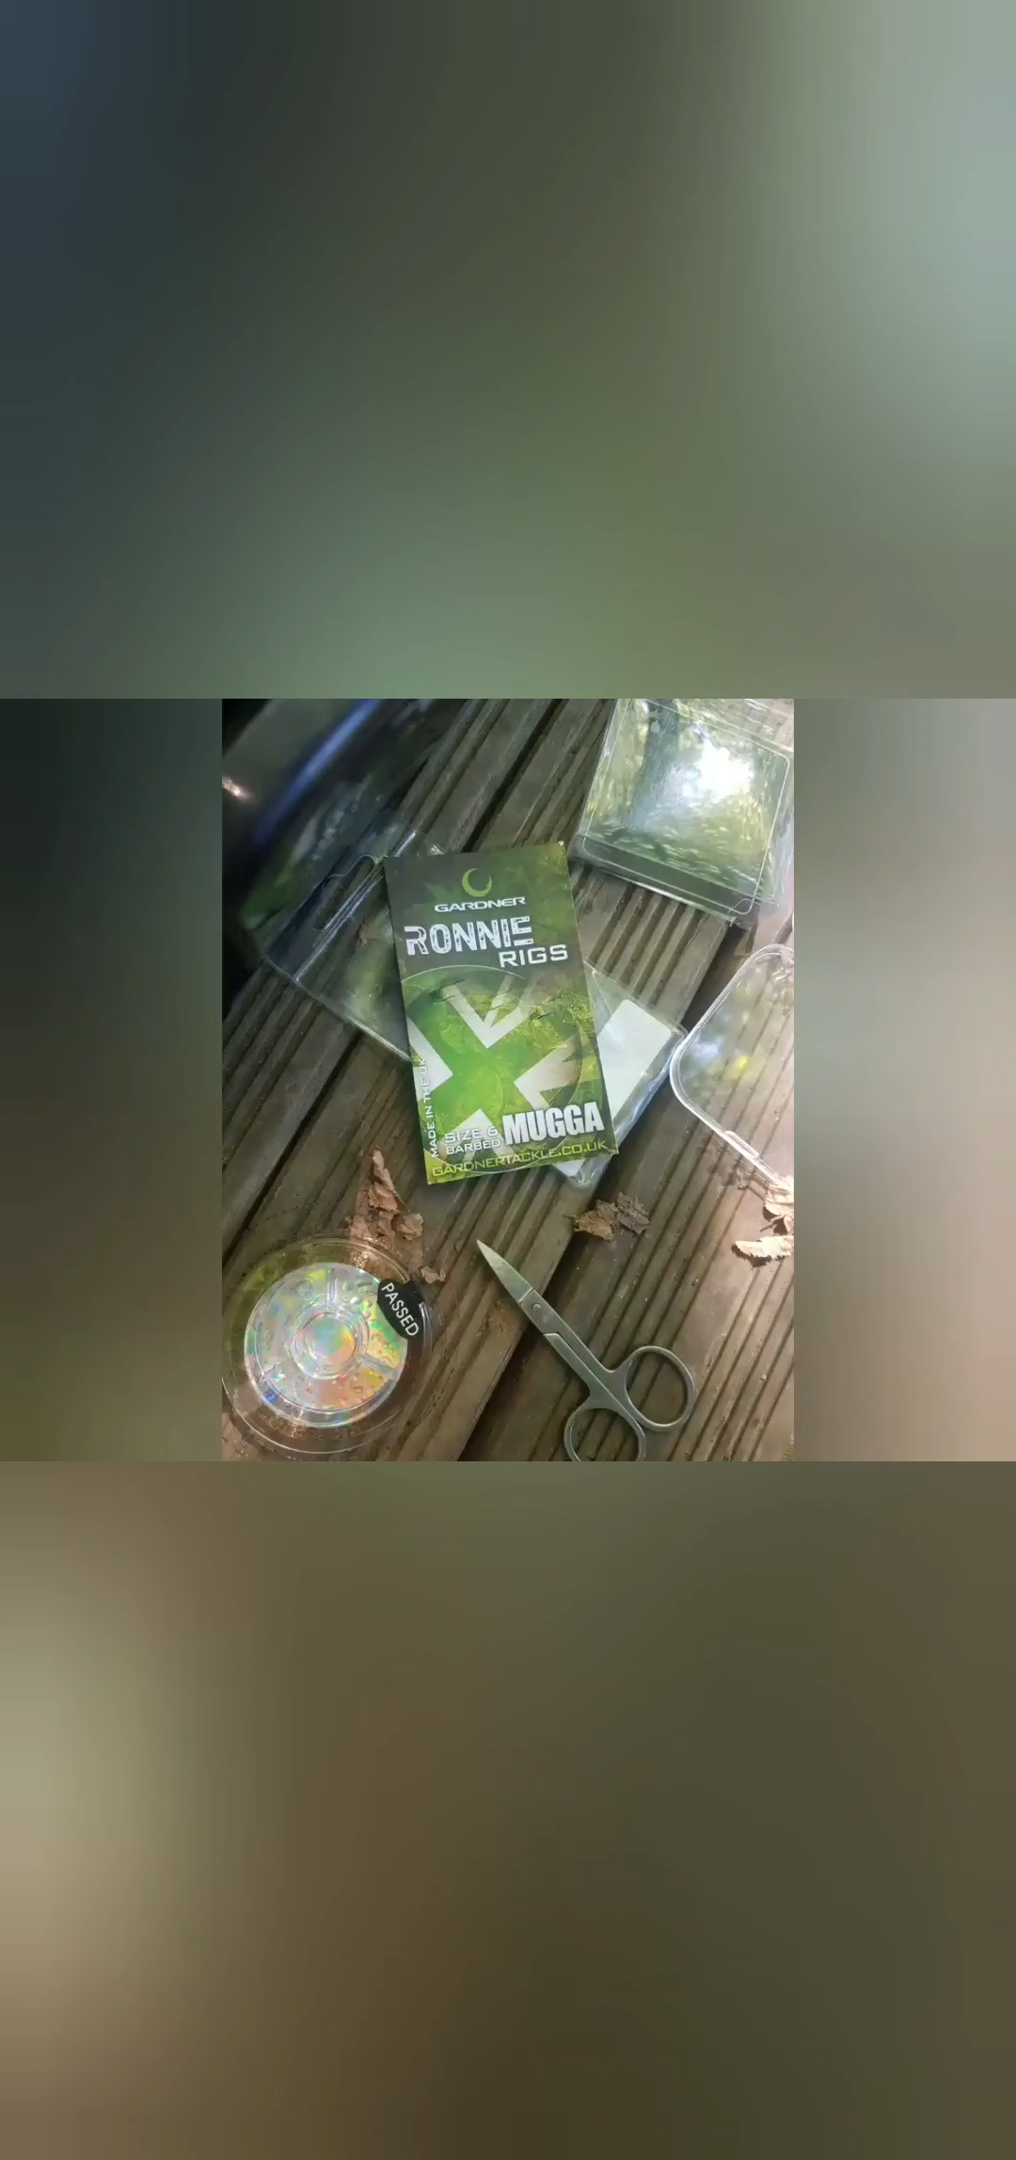 GARDNER
RONNIE
RIGS
MADE IN THE UK
SIZE 6
BARBED
MUGGA
GARDNERTACKLE.CO.UK
PASSED